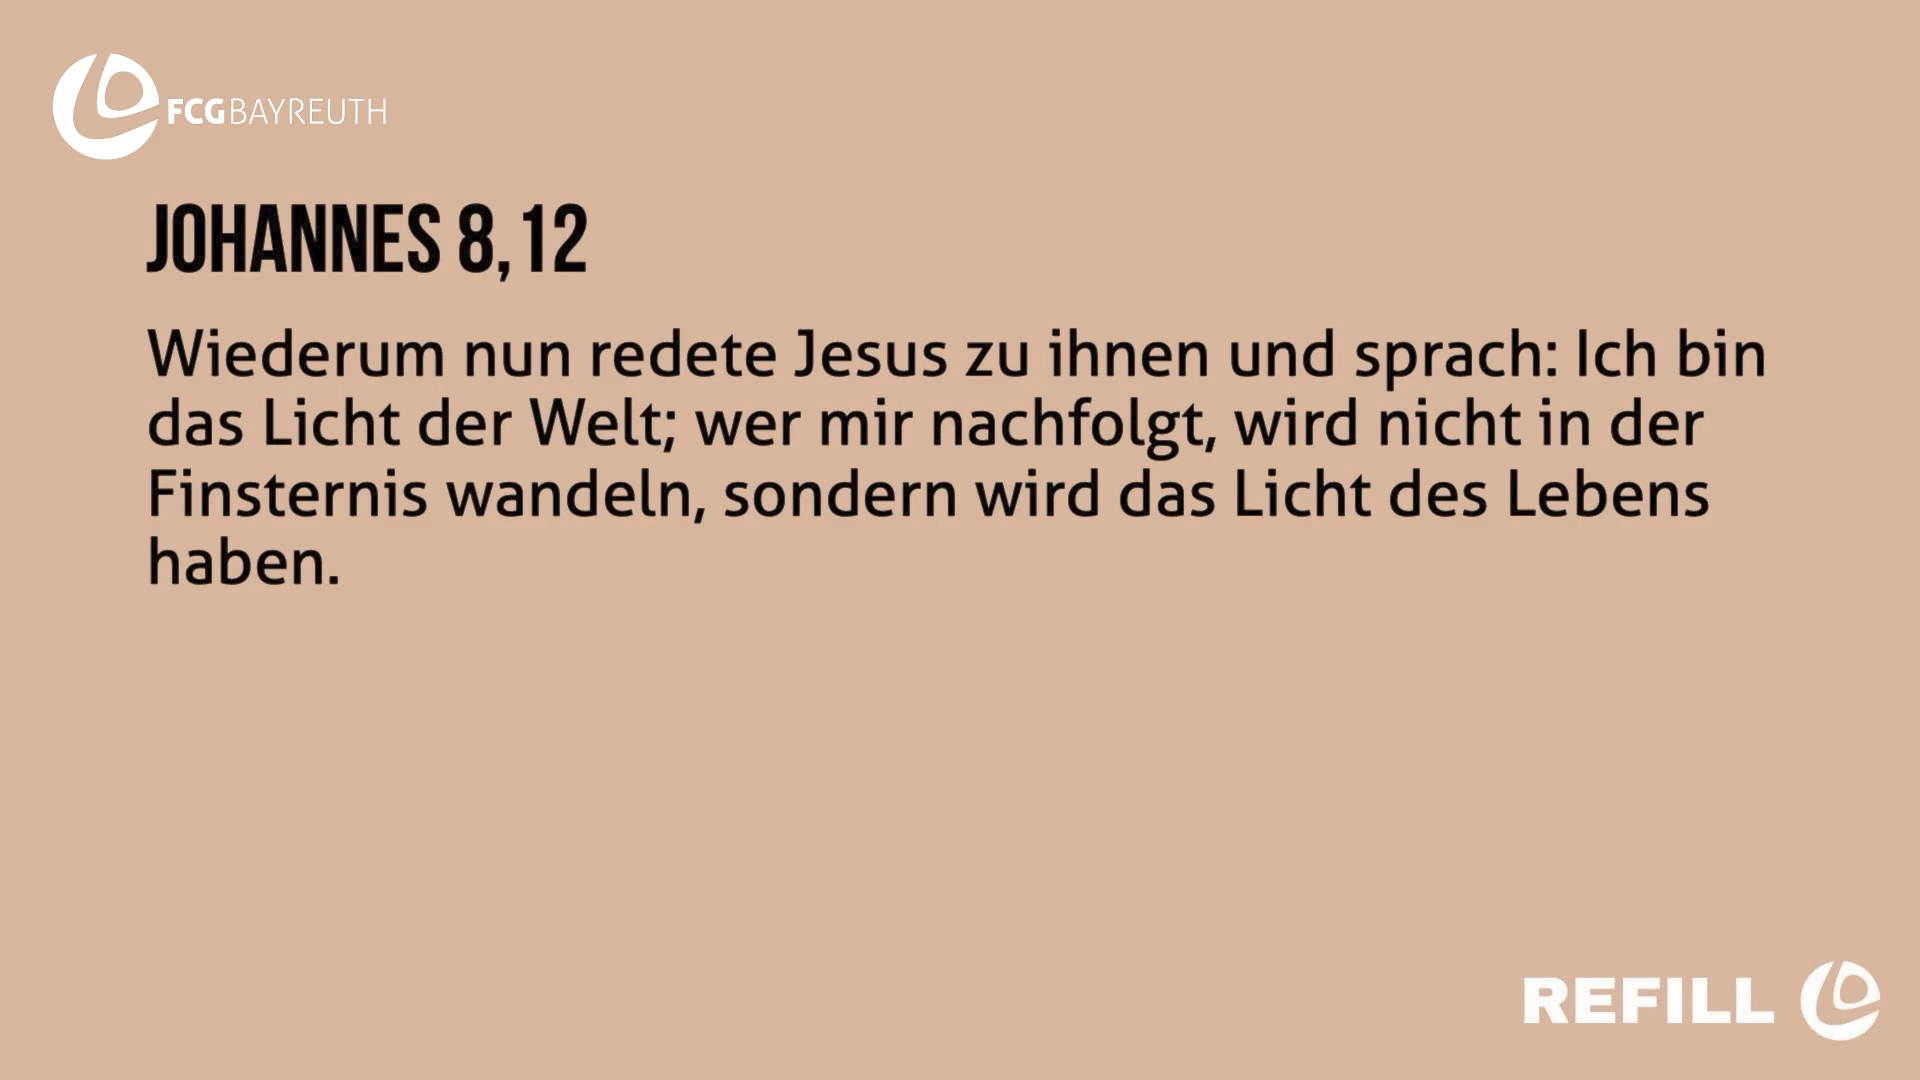 FCGBAYREUTH
JOHANNES 8,12
Wiederum nun redete Jesus zu ihnen und sprach: Ich bin
das Licht der Welt; wer mir nachfolgt, wird nicht in der
Finsternis wandeln, sondern wird das Licht des Lebens
haben.
REFILL